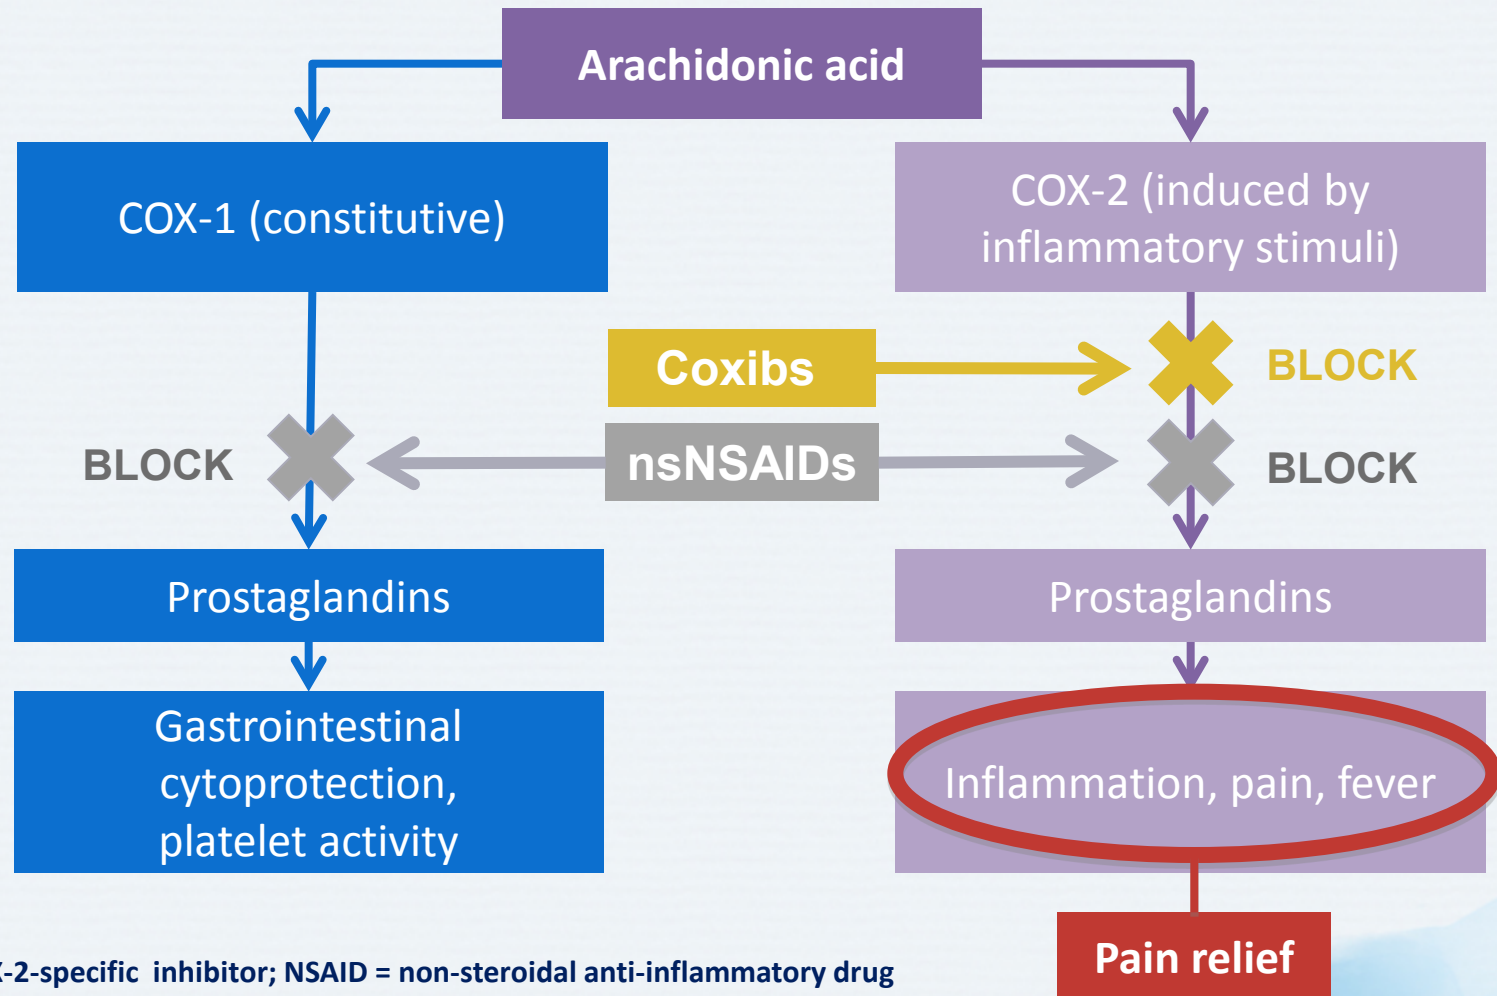 Arachidonic acid
COX-1 (constitutive)
COX-2 (induced by
inflammatory stimuli)
Coxibs
BLOCK
BLOCK
nsNSAIDs
BLOCK
Prostaglandins
Prostaglandins
Gastrointestinal
cytoprotection,
platelet activity
Inflammation, pain, fever
Pain relief
-2-specific inhibitor; NSAID = non-steroidal anti-inflammatory drug